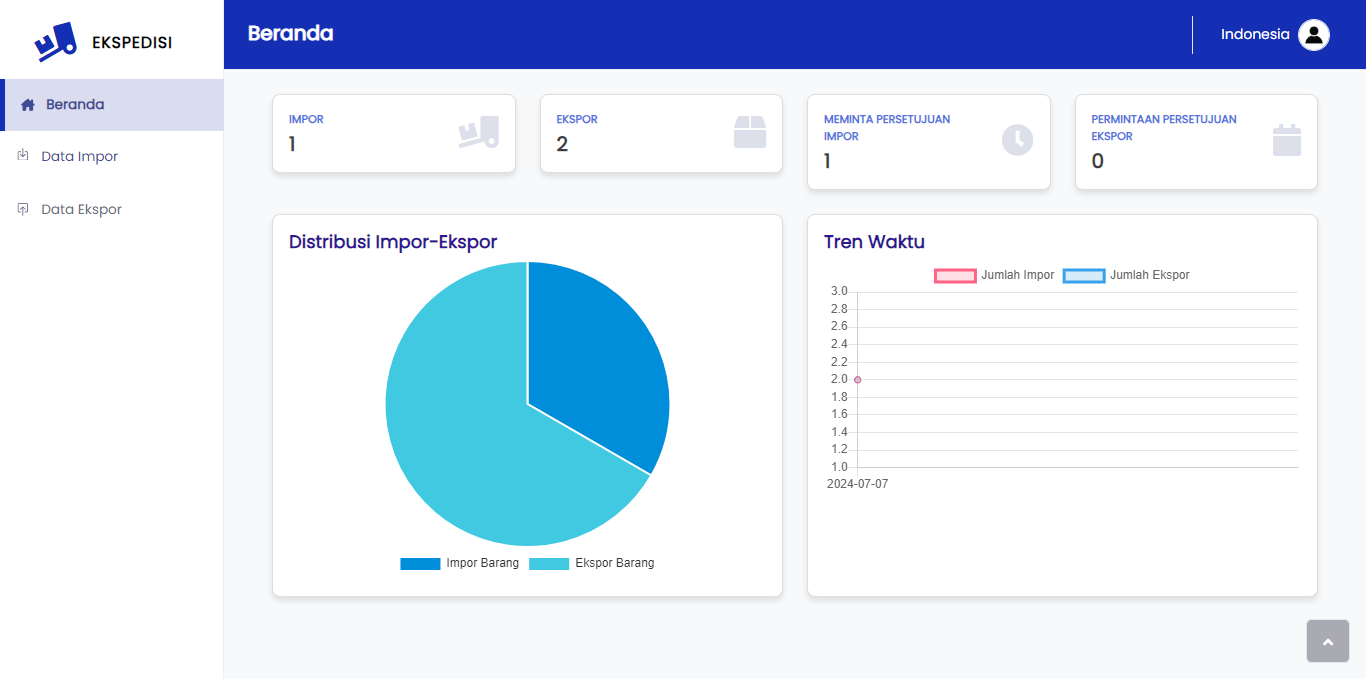 EKSPEDISI
Beranda
Indonesia
Beranda
Data Impor
Data Ekspor
IMPOR
1
EKSPOR
2
MEMINTA PERSETUJUAN
IMPOR
1
PERMINTAAN PERSETUJUAN
EKSPOR
0
Distribusi Impor-Ekspor
Impor Barang
Ekspor Barang
Tren Waktu
Jumlah Impor
Jumlah Ekspor
3.0
2.8
2.6
2.4
2.2
2.0
1.8
1.6
1.4
1.2
1.0
2024-07-07